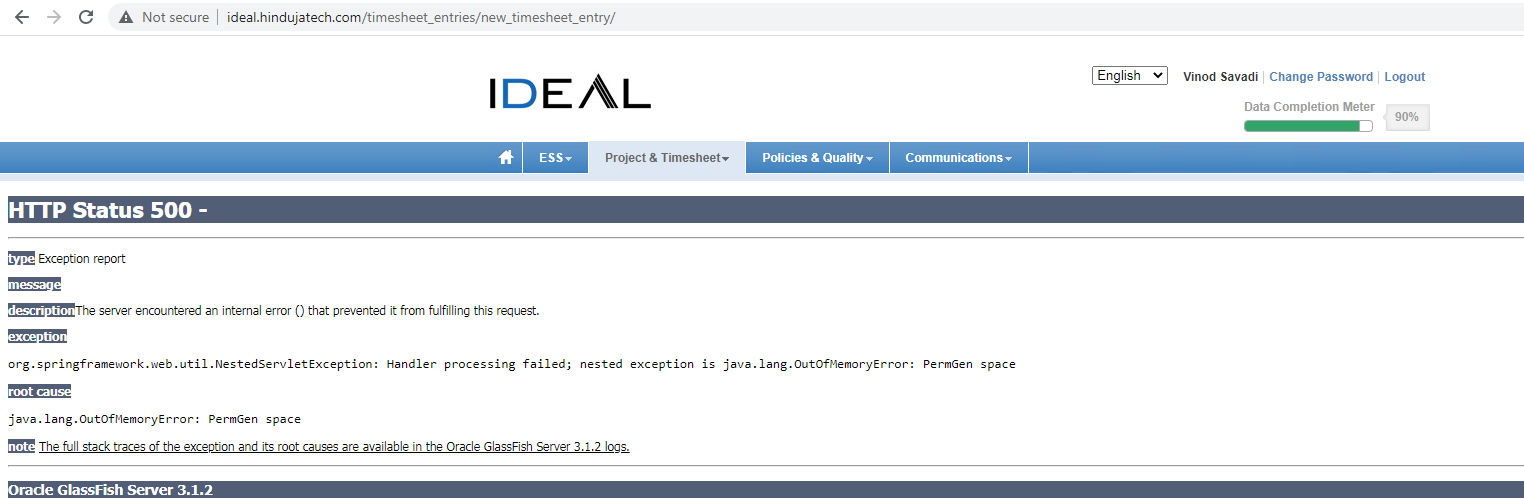 Not secure | ideal.hindujatech.com/timesheet_entries/new_timesheet_entry/
IDEAL
English Vinod Savadi | Change Password | Logout
Data Completion Meter 90%
ESS Project & Timesheet Policies & Quality Communications
HTTP Status 500 -
type Exception report
message
descriptionThe server encountered an internal error () that prevented it from fulfilling this request.
exception
org.springframework.web.util.NestedServletException: Handler processing failed; nested exception is java.lang.OutOfMemoryError: PermGen space
root cause
java.lang.OutOfMemoryError: PermGen space
note The full stack traces of the exception and its root causes are available in the Oracle GlassFish Server 3.1.2 logs.
Oracle GlassFish Server 3.1.2